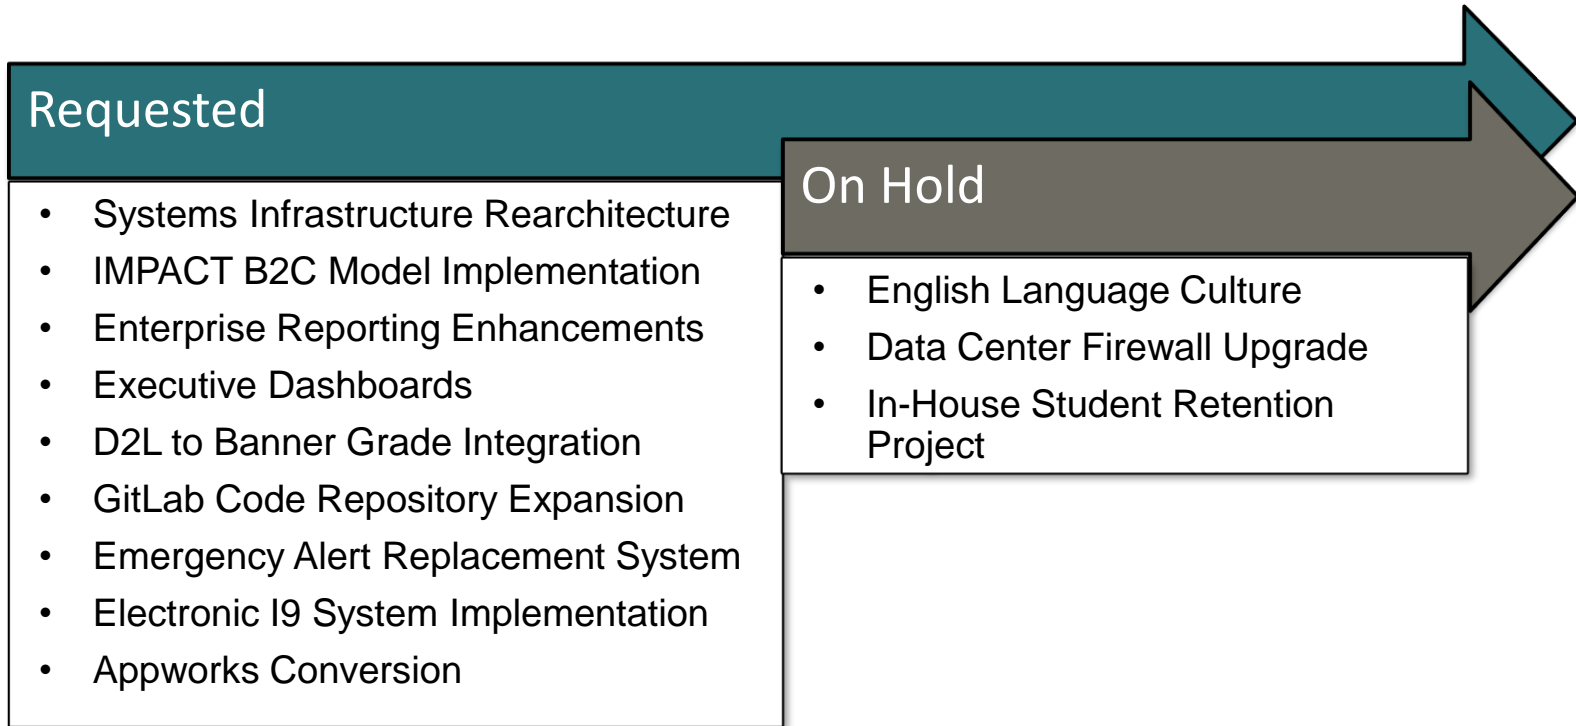 Requested
• Systems Infrastructure Rearchitecture
• IMPACT B2C Model Implementation
• Enterprise Reporting Enhancements
• Executive Dashboards
• D2L to Banner Grade Integration
• GitLab Code Repository Expansion
• Emergency Alert Replacement System
• Electronic I9 System Implementation
• Appworks Conversion
On Hold
• English Language Culture
• Data Center Firewall Upgrade
• In-House Student Retention
Project